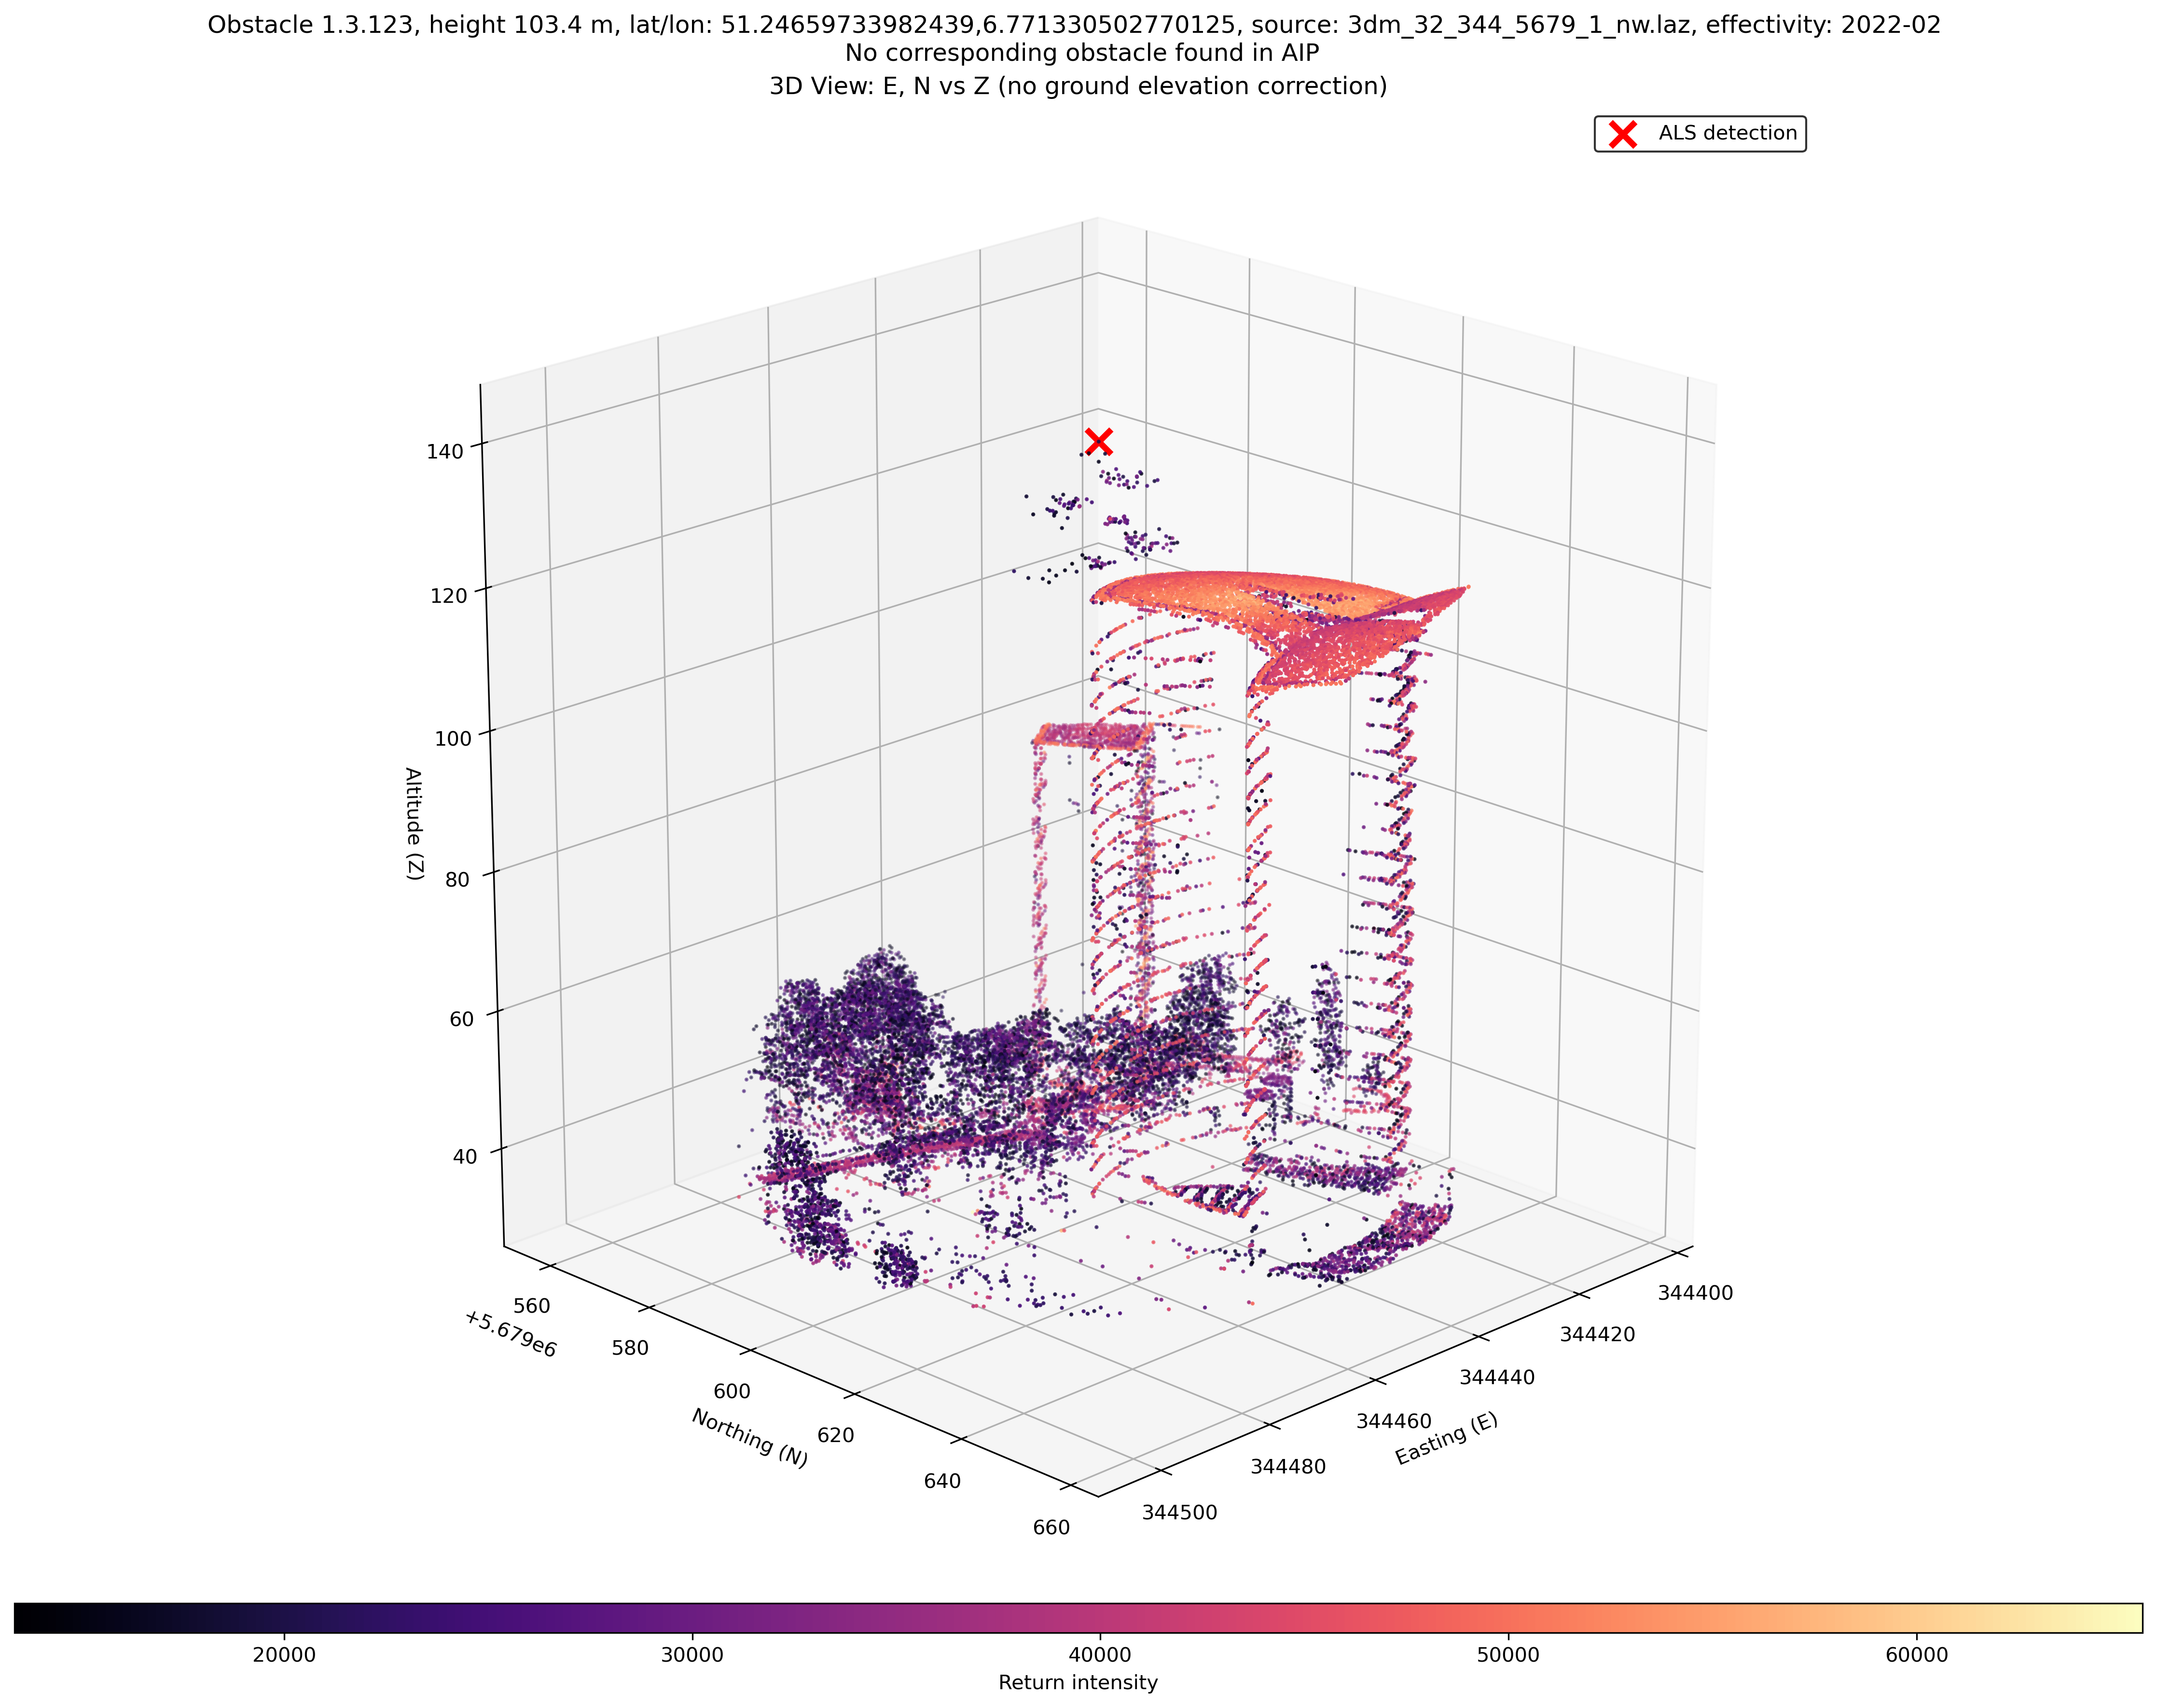 Obstacle 1.3.123, height 103.4 m, lat/lon: 51.24659733982439,6.771330502770125, source: 3dm_32_344_5679_1_nw.laz, effectivity: 2022-02
No corresponding obstacle found in AIP
3D View: E, N vs Z (no ground elevation correction)
ALS detection
140
120
100
80
60
40
Altitude (Z)
560
580
600
620
640
660
+5.679e6
Northing (N)
344400
344420
344440
344460
344480
344500
Easting (E)
20000
30000
40000
50000
60000
Return intensity